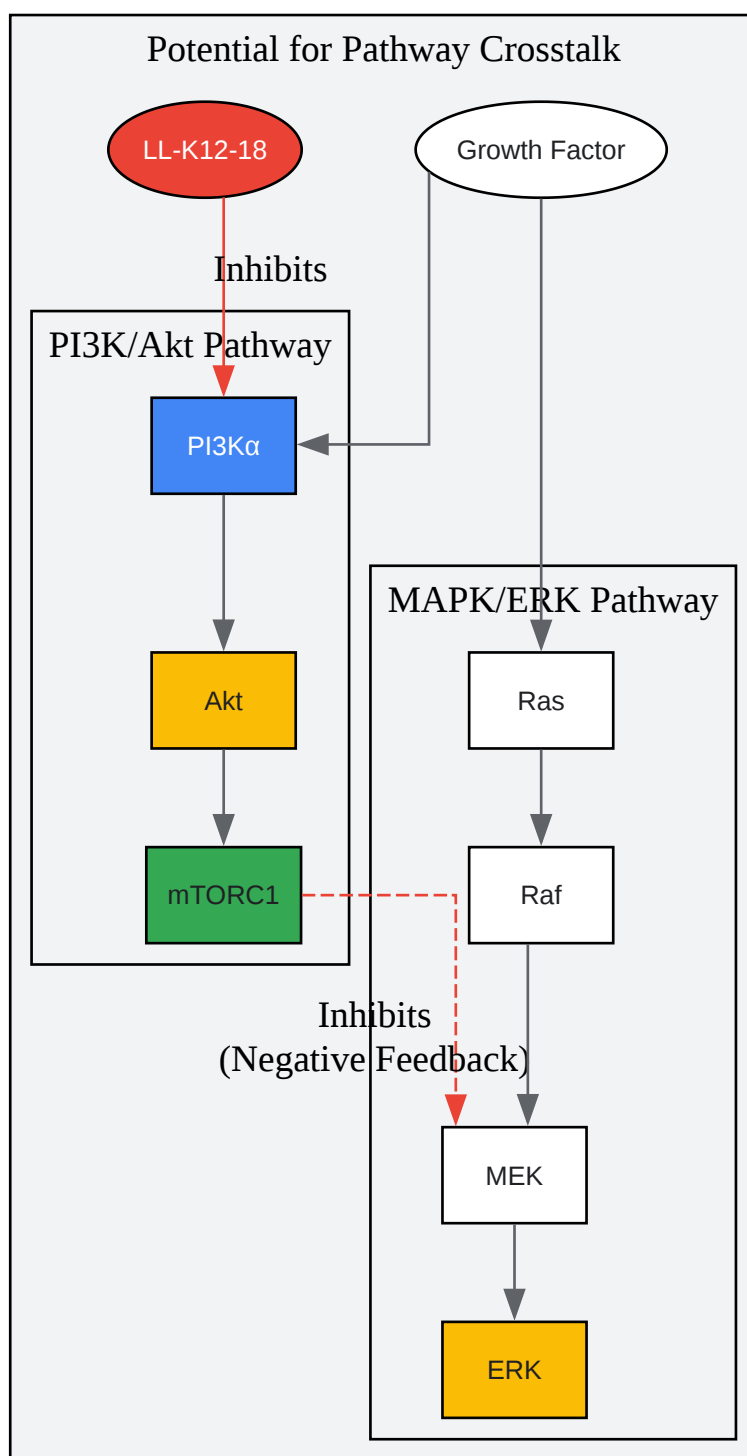 Potential for Pathway Crosstalk
LL-K12-18
Growth Factor
Inhibits
PI3K/Akt Pathway
PI3Kα
MAPK/ERK Pathway
Akt
Ras
mTORC1
Raf
Inhibits
(Negative Feedback)
MEK
ERK